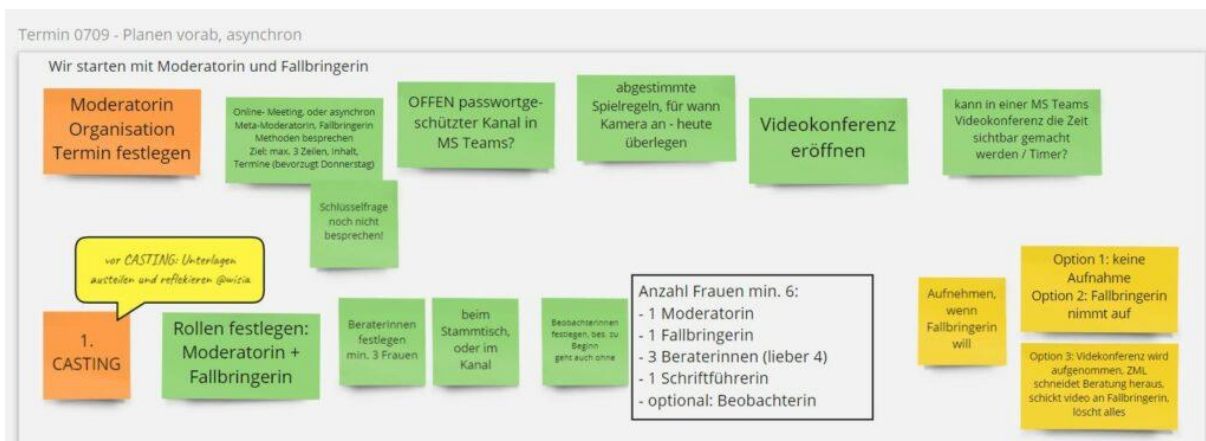 Termin 0709 - Planen vorab, asynchron
Wir starten mit Moderatorin und Fallbringerin
Moderatorin
Organisation
Termin festlegen
Online- Meeting, oder asynchron
Meta-Moderatorin, Fallbringerin
Methoden besprechen
Ziel: max. 3 Zeilen, Inhalt,
Termine (bevorzugt Donnerstag)
Schlüsselfrage
noch nicht
besprechen!
OFFEN passwortge-
schützter Kanal in
MS Teams?
abgestimmte
Spielregeln, für wann
Kamera an - heute
überlegen
Videokonferenz
eröffnen
kann in einer MS Teams
Videokonferenz die Zeit
sichtbar gemacht
werden / Timer?
vor CASTING: Unterlagen
austeilen und reflekieren @wisia
1.
CASTING
Rollen festlegen:
Moderatorin +
Fallbringerin
Beraterinnen
festlegen
min. 3 Frauen
beim
Stammtisch,
oder im
Kanal
Beobachterinnen
festlegen, bes. zu
Beginn
geht auch ohne
Anzahl Frauen min. 6:
- 1 Moderatorin
- 1 Fallbringerin
- 3 Beraterinnen (lieber 4)
- 1 Schriftführerin
- optional: Beobachterin
Aufnehmen,
wenn
Fallbringerin
will
Option 1: keine
Aufnahme
Option 2: Fallbringerin
nimmt auf
Option 3: Videkonferenz wird
aufgenommen, ZML
schneidet Beratung heraus,
schickt video an Fallbringerin,
löscht alles